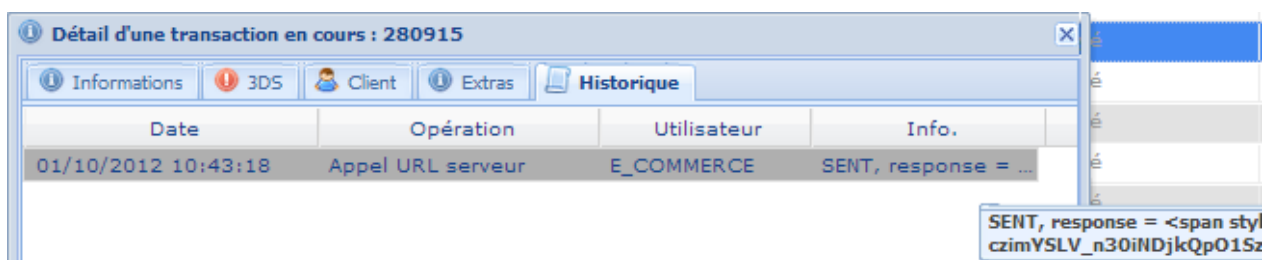 Détail d'une transaction en cours : 280915
Informations 3DS Client Extras Historique
Date Opération Utilisateur Info.
01/10/2012 10:43:18 Appel URL serveur E_COMMERCE SENT, response = ...
é
é
é
é
é
SENT, response = <span styl
czimYSLV_n30iNDjkQpO1Sz